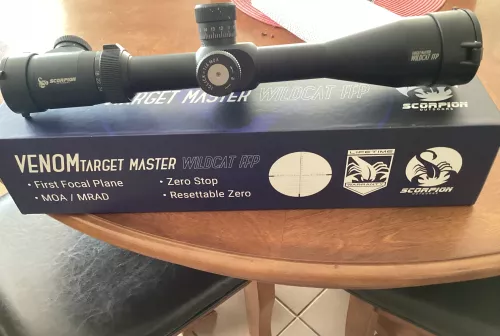 WILDCAT FFP
SCORPION
TARGET MASTER WILDCAT FFP
SCORPION
VENOM TARGET MASTER WILDCAT FFP
• First Focal Plane
• Zero Stop
• MOA / MRAD
• Resettable Zero
LIFETIME
WARRANTY
SCORPION